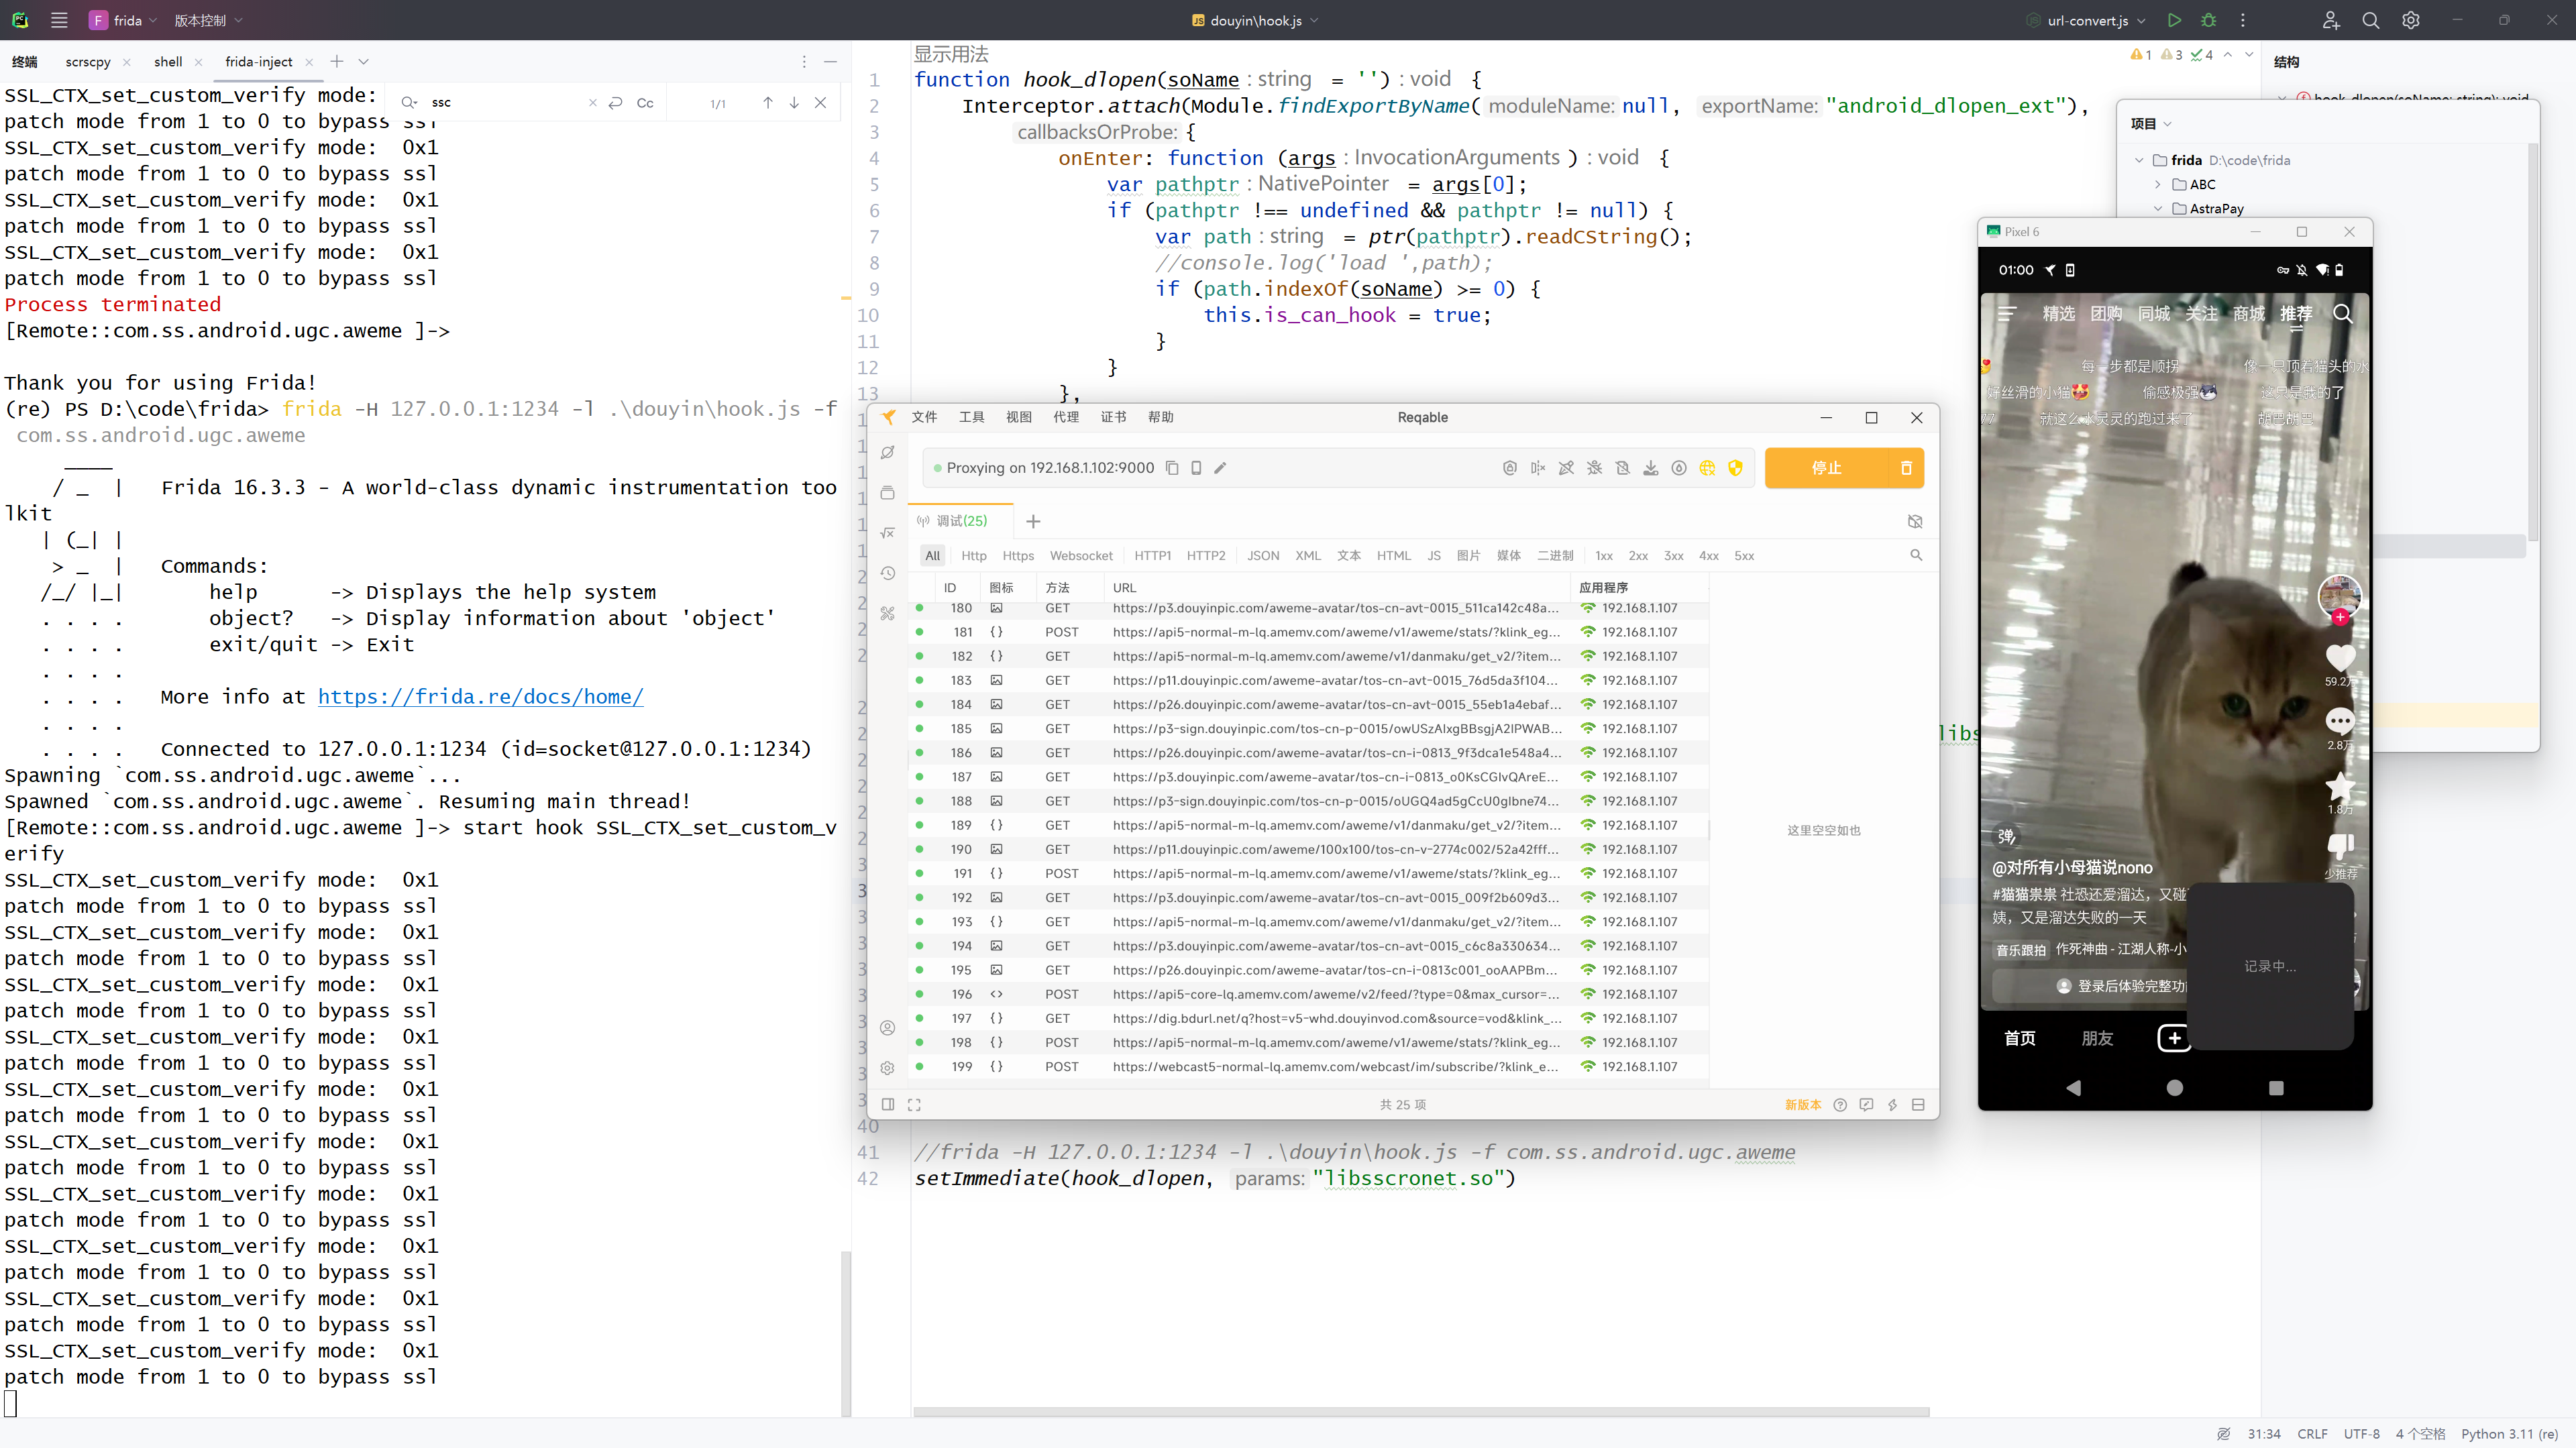 frida
版本控制
douyin\hook.js
url-convert.js
终端
scrscpy
shell
frida-inject
ssc
Cc
1/1
SSL_CTX_set_custom_verify mode:
patch mode from 1 to 0 to bypass ssl
SSL_CTX_set_custom_verify mode:  0x1
patch mode from 1 to 0 to bypass ssl
SSL_CTX_set_custom_verify mode:  0x1
patch mode from 1 to 0 to bypass ssl
SSL_CTX_set_custom_verify mode:  0x1
patch mode from 1 to 0 to bypass ssl
Process terminated
[Remote::com.ss.android.ugc.aweme ]->
Thank you for using Frida!
(re) PS D:\code\frida> frida -H 127.0.0.1:1234 -l .\douyin\hook.js -f
com.ss.android.ugc.aweme
____
/ _  |   Frida 16.3.3 - A world-class dynamic instrumentation too
lkit
| (_| |
> _  |   Commands:
/_/ |_|       help      -> Displays the help system
. . . .       object?   -> Display information about 'object'
. . . .       exit/quit -> Exit
. . . .
. . . .   More info at https://frida.re/docs/home/
. . . .
. . . .   Connected to 127.0.0.1:1234 (id=socket@127.0.0.1:1234)
Spawning `com.ss.android.ugc.aweme`...
Spawned `com.ss.android.ugc.aweme`. Resuming main thread!
[Remote::com.ss.android.ugc.aweme ]-> start hook SSL_CTX_set_custom_v
erify
SSL_CTX_set_custom_verify mode:  0x1
patch mode from 1 to 0 to bypass ssl
SSL_CTX_set_custom_verify mode:  0x1
patch mode from 1 to 0 to bypass ssl
SSL_CTX_set_custom_verify mode:  0x1
patch mode from 1 to 0 to bypass ssl
SSL_CTX_set_custom_verify mode:  0x1
patch mode from 1 to 0 to bypass ssl
SSL_CTX_set_custom_verify mode:  0x1
patch mode from 1 to 0 to bypass ssl
SSL_CTX_set_custom_verify mode:  0x1
patch mode from 1 to 0 to bypass ssl
SSL_CTX_set_custom_verify mode:  0x1
patch mode from 1 to 0 to bypass ssl
SSL_CTX_set_custom_verify mode:  0x1
patch mode from 1 to 0 to bypass ssl
SSL_CTX_set_custom_verify mode:  0x1
patch mode from 1 to 0 to bypass ssl
SSL_CTX_set_custom_verify mode:  0x1
patch mode from 1 to 0 to bypass ssl
显示用法
1 function hook_dlopen(soName : string = '') : void {
2 Interceptor.attach(Module.findExportByName( moduleName: null, exportName: "android_dlopen_ext"),
3 callbacksOrProbe: {
4 onEnter: function (args : InvocationArguments ) : void {
5 var pathptr : NativePointer = args[0];
6 if (pathptr !== undefined && pathptr != null) {
7 var path : string = ptr(pathptr).readCString();
8 //console.log('load ',path);
9 if (path.indexOf(soName) >= 0) {
10 this.is_can_hook = true;
11 }
12 }
13 },
libs
40
41 //frida -H 127.0.0.1:1234 -l .\douyin\hook.js -f com.ss.android.ugc.aweme
42 setImmediate(hook_dlopen, params: "libsscronet.so")
1 3 4
结构
hook_dlopen(soName: string): void
项目
frida D:\code\frida
ABC
AstraPay
文件 工具 视图 代理 证书 帮助
Reqable
Proxying on 192.168.1.102:9000
停止
调试(25)
All Http Https Websocket HTTP1 HTTP2 JSON XML 文本 HTML JS 图片 媒体 二进制 1xx 2xx 3xx 4xx 5xx
ID 图标 方法 URL 应用程序
180 GET https://p3.douyinpic.com/aweme-avatar/tos-cn-avt-0015_511ca142c48a... 192.168.1.107
181 {} POST https://api5-normal-m-lq.amemv.com/aweme/v1/aweme/stats/?klink_eg... 192.168.1.107
182 {} GET https://api5-normal-m-lq.amemv.com/aweme/v1/danmaku/get_v2/?item... 192.168.1.107
183 GET https://p11.douyinpic.com/aweme-avatar/tos-cn-avt-0015_76d5da3f104... 192.168.1.107
184 GET https://p26.douyinpic.com/aweme-avatar/tos-cn-avt-0015_55eb1a4ebaf... 192.168.1.107
185 GET https://p3-sign.douyinpic.com/tos-cn-p-0015/owUSzAIxgBBsgjA2IPWAB... 192.168.1.107
186 GET https://p26.douyinpic.com/aweme-avatar/tos-cn-i-0813_9f3dca1e548a4... 192.168.1.107
187 GET https://p3.douyinpic.com/aweme-avatar/tos-cn-i-0813_o0KsCGIvQAreE... 192.168.1.107
188 GET https://p3-sign.douyinpic.com/tos-cn-p-0015/oUGQ4ad5gCcU0gIbne74... 192.168.1.107
189 {} GET https://api5-normal-m-lq.amemv.com/aweme/v1/danmaku/get_v2/?item... 192.168.1.107
190 GET https://p11.douyinpic.com/aweme/100x100/tos-cn-v-2774c002/52a42fff... 192.168.1.107
191 {} POST https://api5-normal-m-lq.amemv.com/aweme/v1/aweme/stats/?klink_eg... 192.168.1.107
192 GET https://p3.douyinpic.com/aweme-avatar/tos-cn-avt-0015_009f2b609d3... 192.168.1.107
193 {} GET https://api5-normal-m-lq.amemv.com/aweme/v1/danmaku/get_v2/?item... 192.168.1.107
194 GET https://p3.douyinpic.com/aweme-avatar/tos-cn-avt-0015_c6c8a330634... 192.168.1.107
195 GET https://p26.douyinpic.com/aweme-avatar/tos-cn-i-0813c001_ooAAPBm... 192.168.1.107
196 <> POST https://api5-core-lq.amemv.com/aweme/v2/feed/?type=0&max_cursor=... 192.168.1.107
197 {} GET https://dig.bdurl.net/q?host=v5-whd.douyinvod.com&source=vod&klink_... 192.168.1.107
198 {} POST https://api5-normal-m-lq.amemv.com/aweme/v1/aweme/stats/?klink_eg... 192.168.1.107
199 {} POST https://webcast5-normal-lq.amemv.com/webcast/im/subscribe/?klink_e... 192.168.1.107
这里空空如也
共 25 项
新版本
Pixel 6
01:00
精选 团购 同城 关注 商城 推荐
每一步都是顺拐 像一只顶着猫头的水
好丝滑的小猫 偷感极强 这只是我的了
就这么水灵灵的跑过来了
59.2万
2.8万
1.8万
少推荐
弹
@对所有小母猫说nono
#猫猫祟祟 社恐还爱溜达，又碰
姨，又是溜达失败的一天
音乐跟拍 作死神曲 - 江湖人称-小
记录中...
登录后体验完整功
首页 朋友
31:34 CRLF UTF-8 4 个空格 Python 3.11 (re)